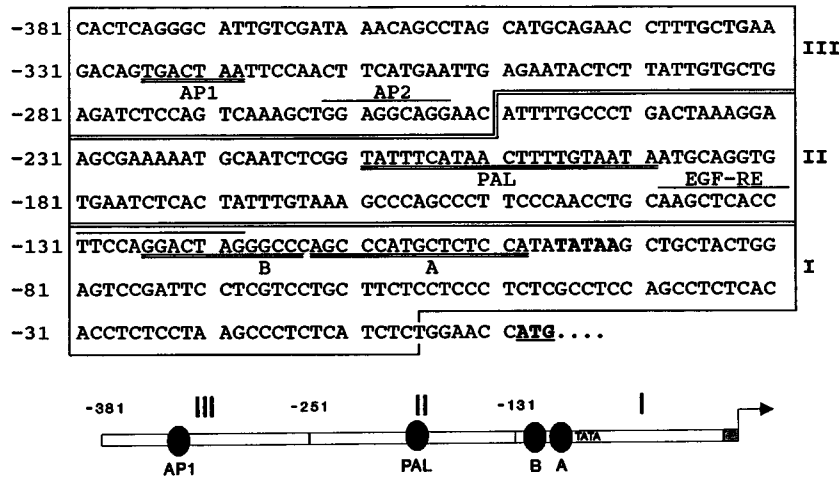 -381 CACTCAGGGC ATTGTCGATA AACAGCCTAG CATGCAGAAC CTTTGCTGAA
III
-331 GACAGTGACT AATTCCAACT TCATGAATTG AGAATACTCT TATTGTGCTG
AP1 AP2
-281 AGATCTCCAG TCAAAGCTGG AGGCAGGAAC ATTTTGCCCT GACTAAAGGA
-231 AGCGAAAAAT GCAATCTCGG TATTTCATAA CTTTTGTAAT AATGCAGGTG
II
PAL EGF-RE
-181 TGAATCTCAC TATTTGTAAA GCCCAGCCCT TCCCAACCTGC CAAGCTCACC
-131 TTCCAGGACT AGGGCCCAGC CCATGCTCTCC ATATATAAG CTGCTACTGG
B A
I
-81 AGTCCGATTC CTCGTCCTGC TTCTCCTCCC TCTCGCCTCC AGCCTCTCAC
-31 ACCTCTCCTA AGCCCTCTCA TCTCTGGAAC CATG....
-381 III -251 II -131 I
TATA
AP1 PAL B A